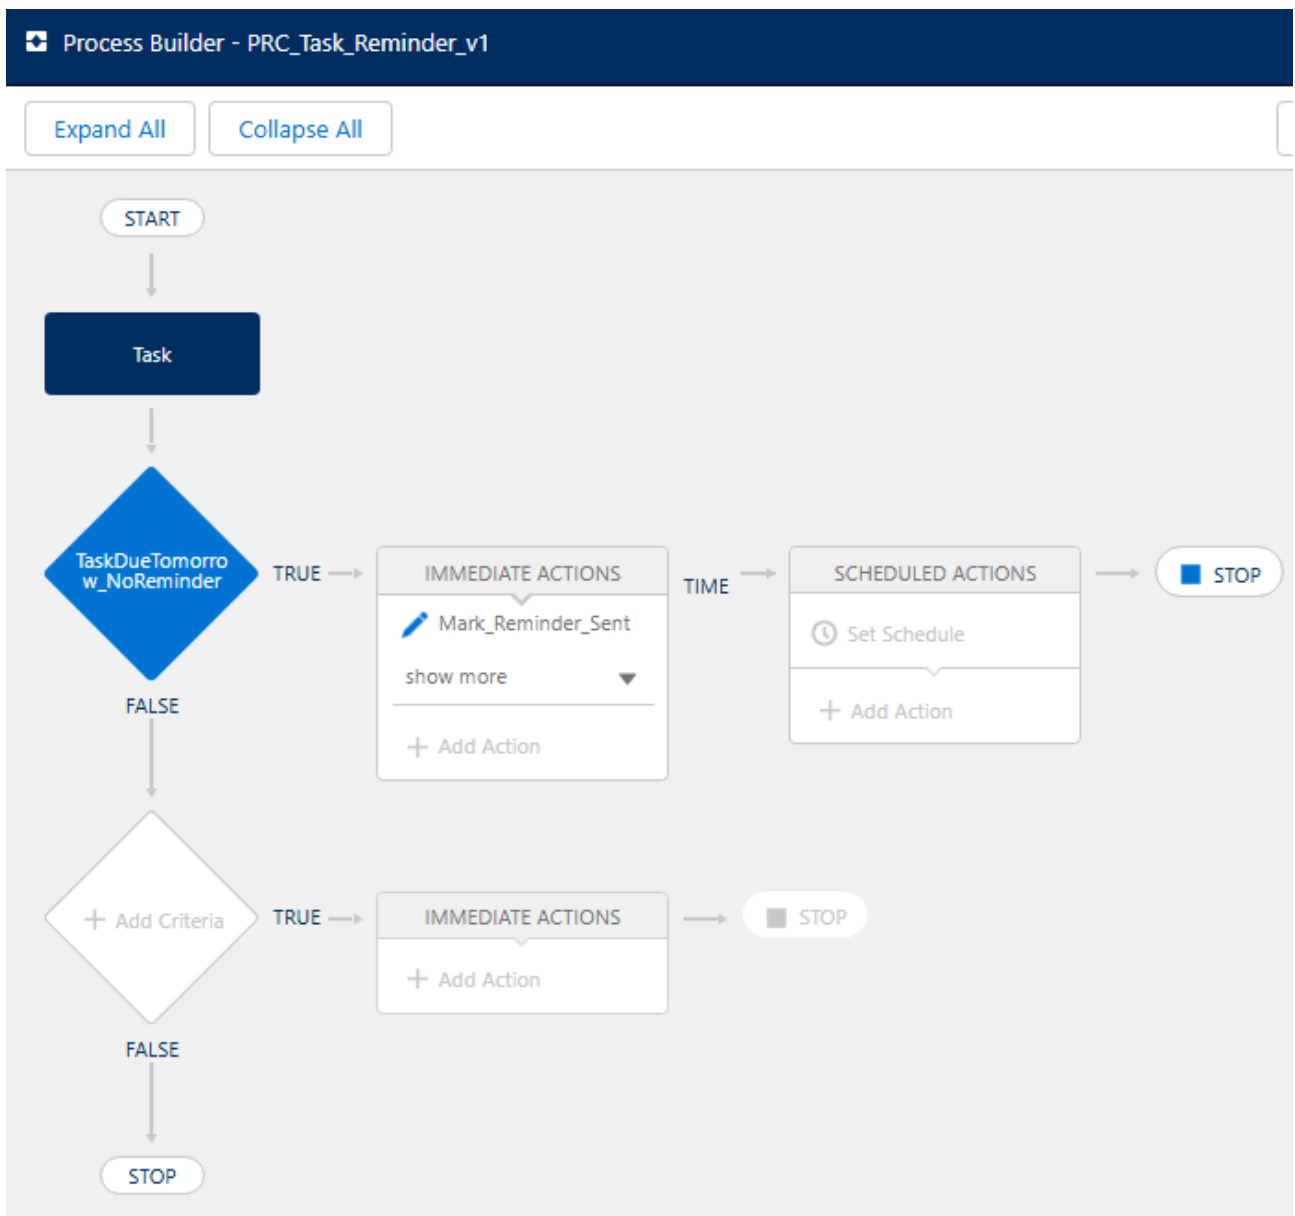 Process Builder - PRC_Task_Reminder_v1
Expand All
Collapse All
START
Task
TaskDueTomorro
w_NoReminder
TRUE
IMMEDIATE ACTIONS
Mark_Reminder_Sent
show more
+ Add Action
TIME
SCHEDULED ACTIONS
Set Schedule
+ Add Action
STOP
FALSE
+ Add Criteria
TRUE
IMMEDIATE ACTIONS
+ Add Action
STOP
FALSE
STOP